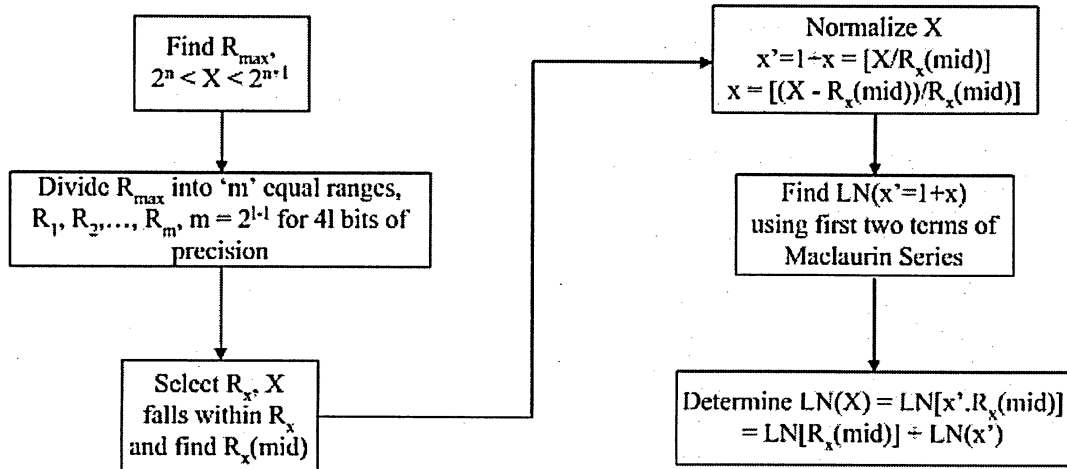 Find R_max,
2^n < X < 2^n+1
Divide R_max into 'm' equal ranges,
R_1, R_2,..., R_m, m = 2^l+1 for 4l bits of
precision
Select R_x, X
falls within R_x
and find R_x(mid)
Normalize X
x'=1+x = [X/R_x(mid)]
x = [(X - R_x(mid))/R_x(mid)]
Find LN(x'=1+x)
using first two terms of
Maclaurin Series
Determine LN(X) = LN[x'.R_x(mid)]
= LN[R_x(mid)] + LN(x')